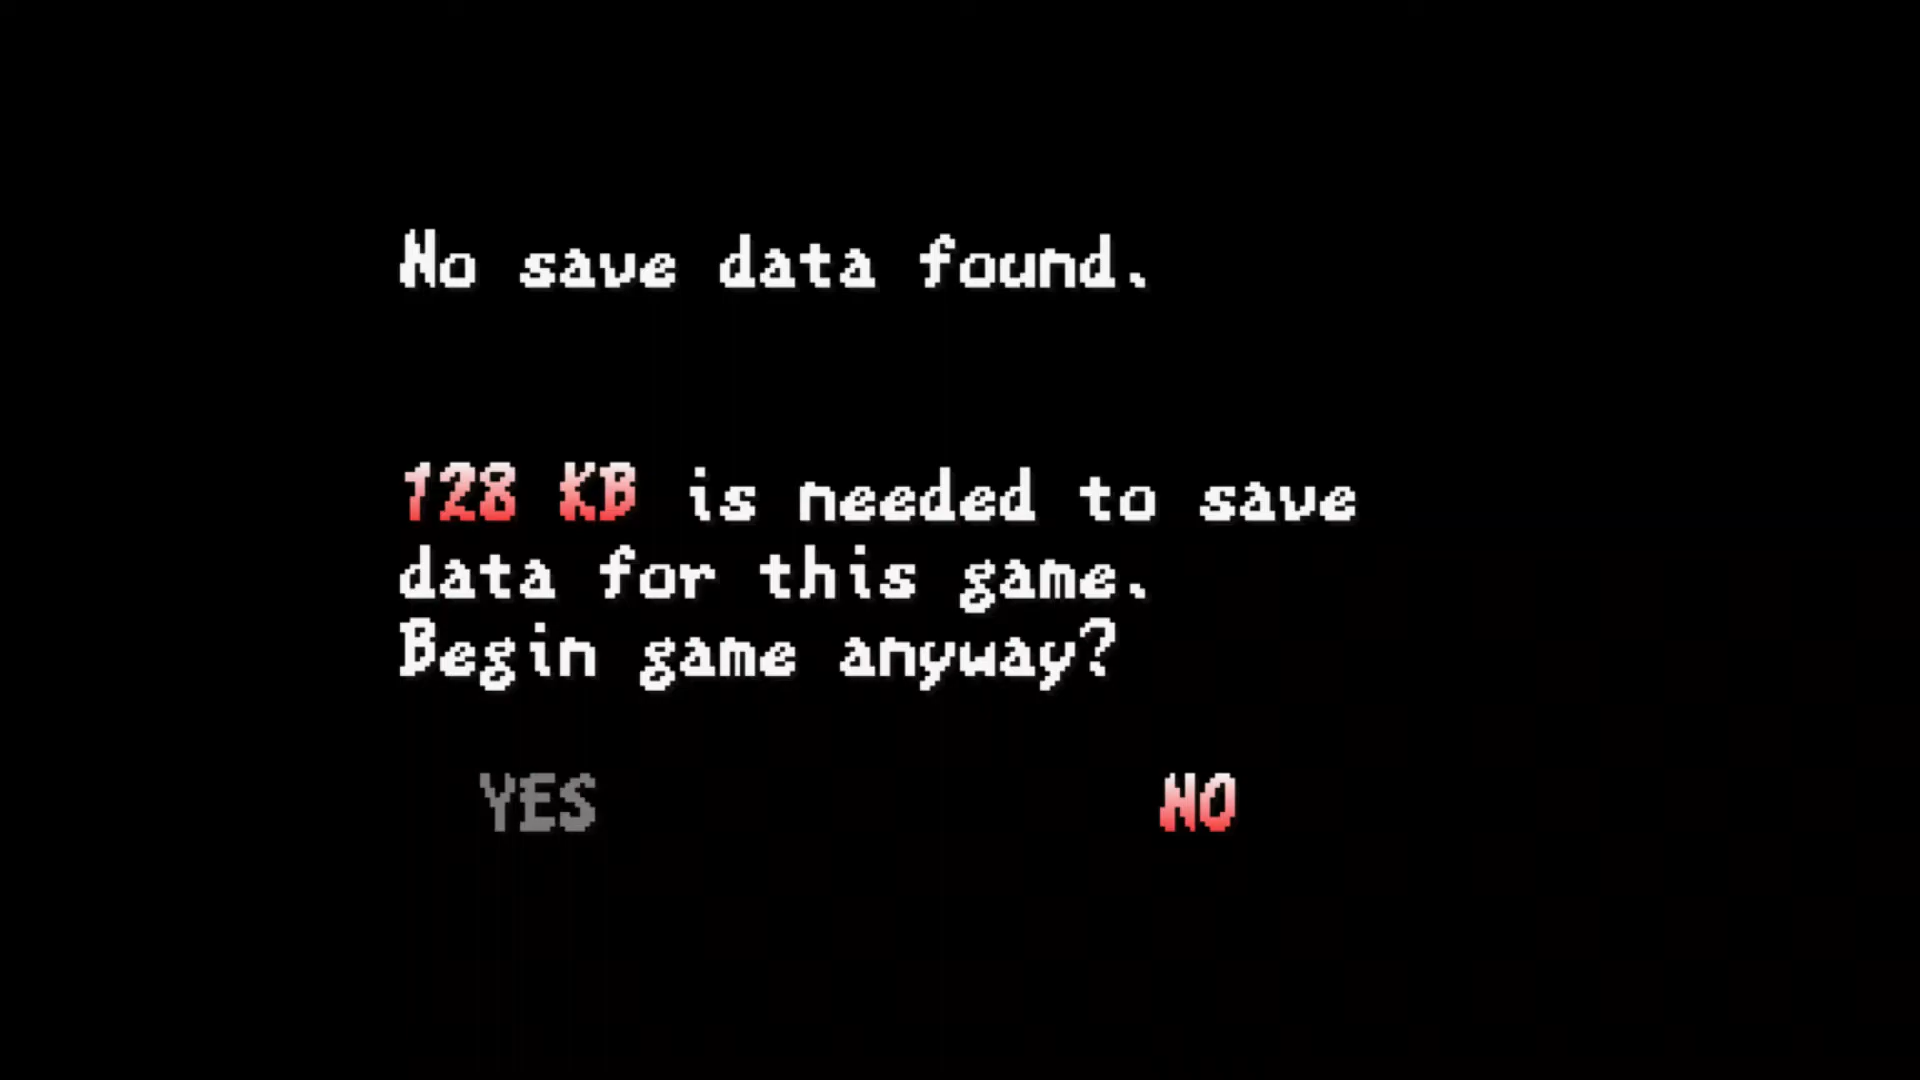 No save data found.
128 KB is needed to save
data for this game.
Begin game anyway?
YES NO